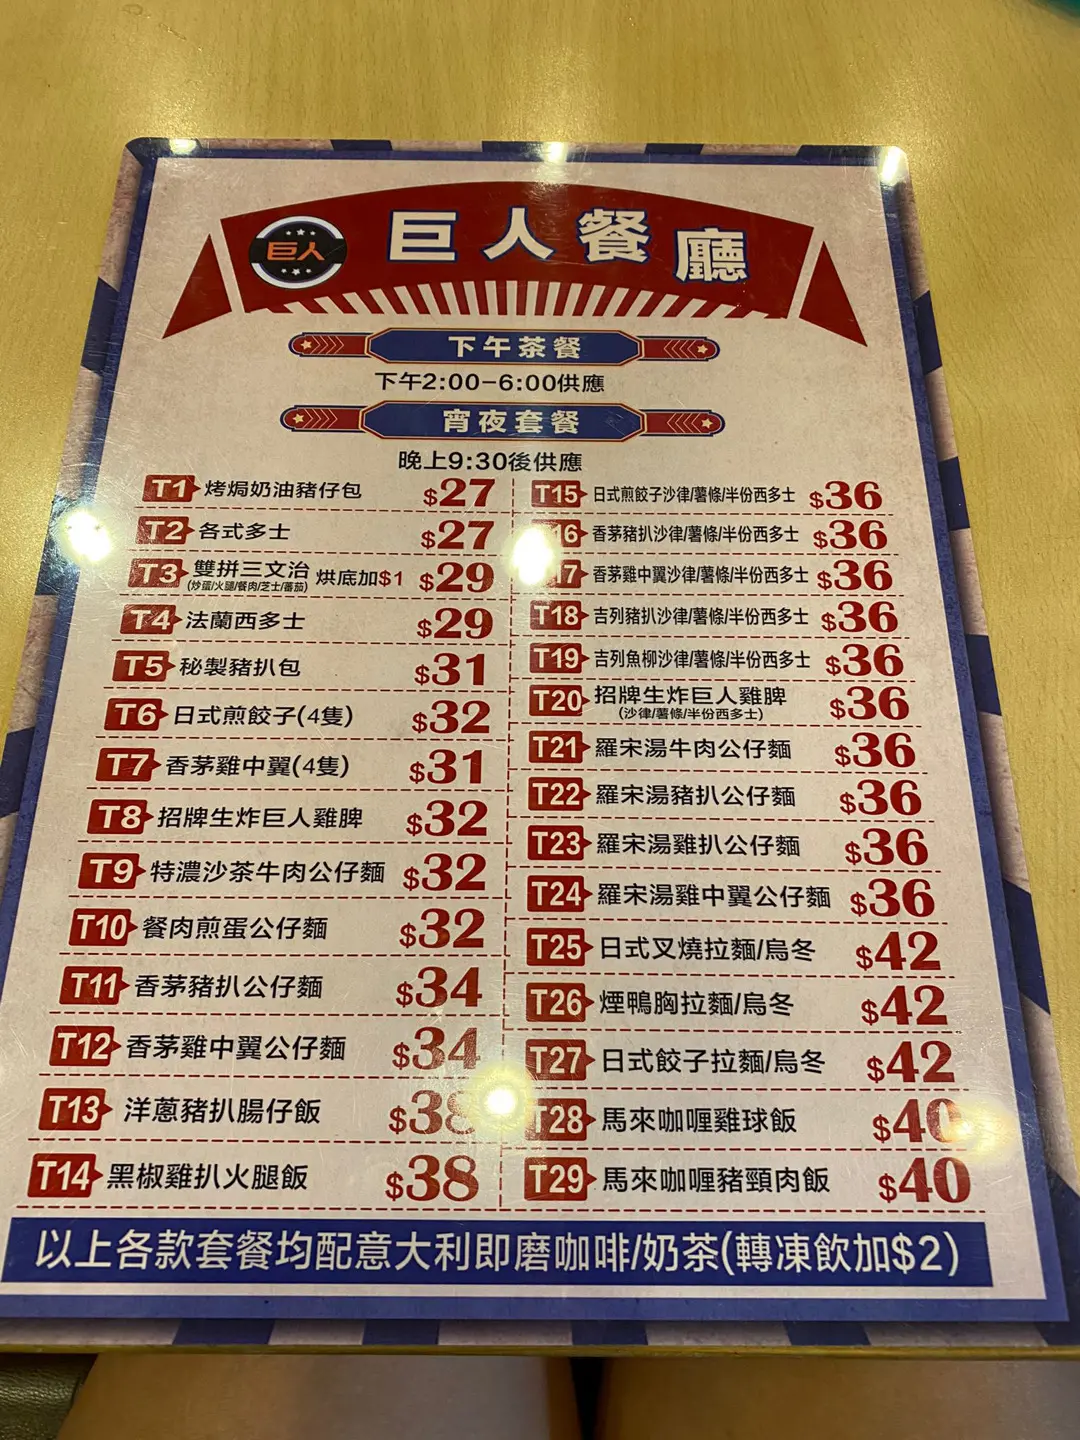 巨人
巨人餐廳
下午茶餐
下午2:00-6:00供應
宵夜套餐
晚上9:30後供應
T1 烤焗奶油豬仔包 $27
T2 各式多士 $27
T3 雙拼三文治 烘底加$1 $29
(炒蛋/火腿/餐肉/芝士/蕃茄)
T4 法蘭西多士 $29
T5 秘製豬扒包 $31
T6 日式煎餃子(4隻) $32
T7 香茅雞中翼(4隻) $31
T8 招牌生炸巨人雞脾 $32
T9 特濃沙茶牛肉公仔麵 $32
T10 餐肉煎蛋公仔麵 $32
T11 香茅豬扒公仔麵 $34
T12 香茅雞中翼公仔麵 $34
T13 洋蔥豬扒腸仔飯 $38
T14 黑椒雞扒火腿飯 $38
T15 日式煎餃子沙律/薯條/半份西多士 $36
6 香茅豬扒沙律/薯條/半份西多士 $36
7 香茅雞中翼沙律/薯條/半份西多士 $36
T18 吉列豬扒沙律/薯條/半份西多士 $36
T19 吉列魚柳沙律/薯條/半份西多士 $36
T20 招牌生炸巨人雞脾 $36
(沙律/薯條/半份西多士)
T21 羅宋湯牛肉公仔麵 $36
T22 羅宋湯豬扒公仔麵 $36
T23 羅宋湯雞扒公仔麵 $36
T24 羅宋湯雞中翼公仔麵 $36
T25 日式叉燒拉麵/烏冬 $42
T26 煙鴨胸拉麵/烏冬 $42
T27 日式餃子拉麵/烏冬 $42
T28 馬來咖喱雞球飯 $40
T29 馬來咖喱豬頸肉飯 $40
以上各款套餐均配意大利即磨咖啡/奶茶(轉凍飲加$2)